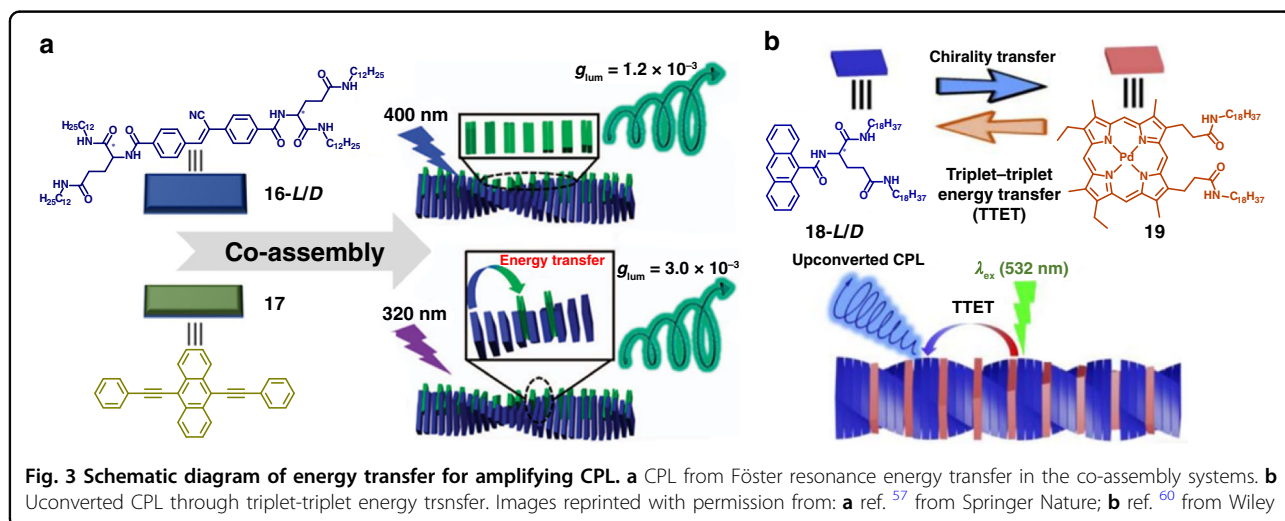 a
C₁₂H₂₅
NH
O
CN
O
H
N
*
O
NH
C₁₂H₂₅
H₂₅C₁₂
HN
O
*
N
H
O
O
HN
H₂₅C₁₂
16-L/D
Co-assembly
17
400 nm
gₗᵤₘ = 1.2 × 10⁻³
320 nm
Energy transfer
gₗᵤₘ = 3.0 × 10⁻³
b
Chirality transfer
Triplet–triplet
energy transfer
(TTET)
C₁₈H₃₇
HN
O
H
N
*
O
O
NH
C₁₈H₃₇
18-L/D
N
N
Pd
N
N
O
HN-C₁₈H₃₇
O
HN-C₁₈H₃₇
19
Upconverted CPL
λₑₓ (532 nm)
TTET
Fig. 3 Schematic diagram of energy transfer for amplifying CPL. a CPL from Föster resonance energy transfer in the co-assembly systems. b
Uconverted CPL through triplet-triplet energy trsnsfer. Images reprinted with permission from: a ref. 57 from Springer Nature; b ref. 60 from Wiley